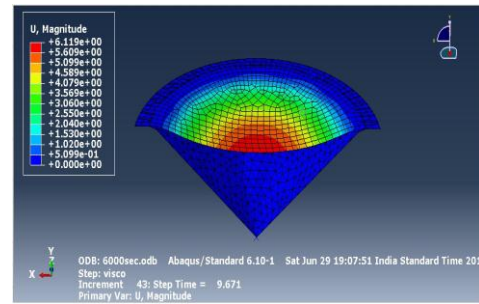 U, Magnitude
+6.119e+00
+5.609e+00
+5.099e+00
+4.589e+00
+4.079e+00
+3.569e+00
+3.060e+00
+2.550e+00
+2.040e+00
+1.530e+00
+1.020e+00
+5.099e-01
+0.000e+00
Y
Z
X
ODB: 6000sec.odb Abaqus/Standard 6.10-1 Sat Jun 29 19:07:51 India Standard Time 201
Step: visco
Increment 43: Step Time = 9.671
Primary Var: U, Magnitude